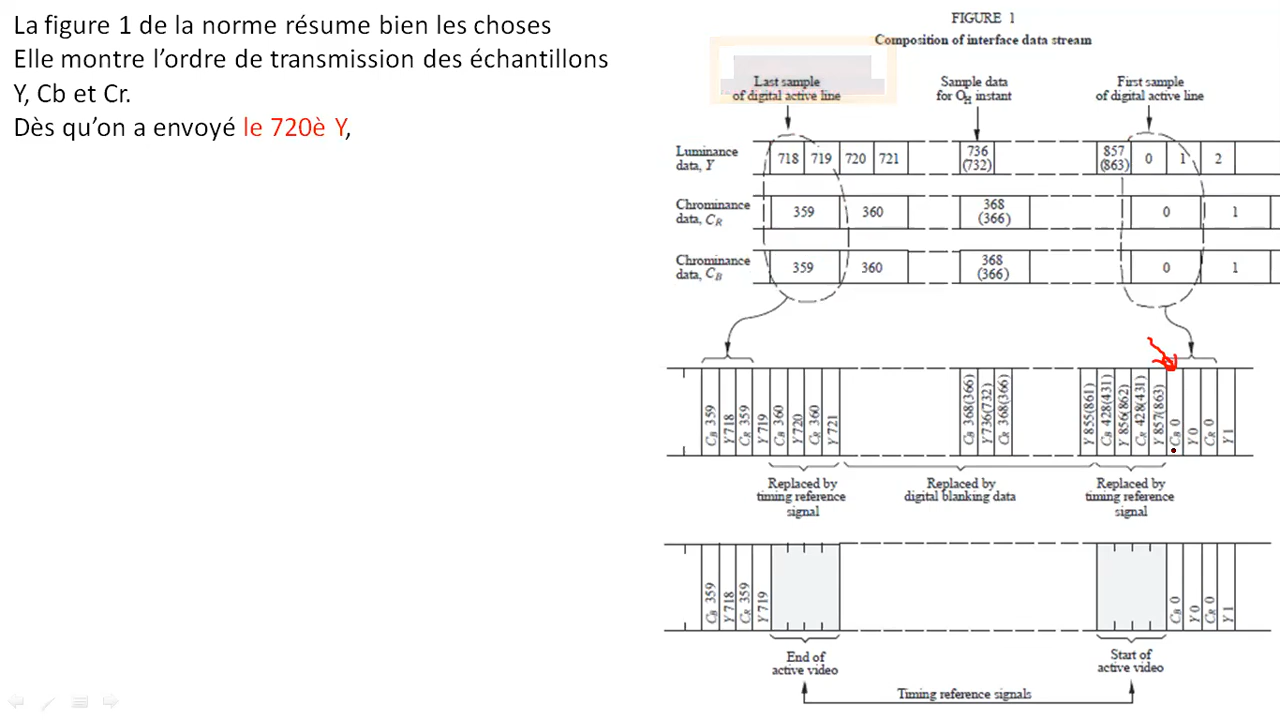 La figure 1 de la norme résume bien les choses
Elle montre l’ordre de transmission des échantillons
Y, Cb et Cr.
Dès qu’on a envoyé le 720è Y,
FIGURE 1
Composition of interface data stream
Last sample
of digital active line
Sample data
for OH instant
First sample
of digital active line
Luminance
data, Y
718 719 720 721 736 (732) 857 (863) 0 1 2
Chrominance
data, CR
359 360 368 (366) 0 1
Chrominance
data, CB
359 360 368 (366) 0 1
CB 359
Y 718
CR 359
Y 719
CB 360
Y 720
CR 360
Y 721
CB 368(366)
Y 736(732)
CR 368(366)
Y 855(861)
CB 428(431)
Y 856(862)
CR 428(431)
Y 857(863)
CB 0
Y 0
CR 0
Y 1
Replaced by
timing reference
signal
Replaced by
digital blanking data
Replaced by
timing reference
signal
CB 359
Y 718
CR 359
Y 719
CB 0
Y 0
CR 0
Y 1
End of
active video
Start of
active video
Timing reference signals